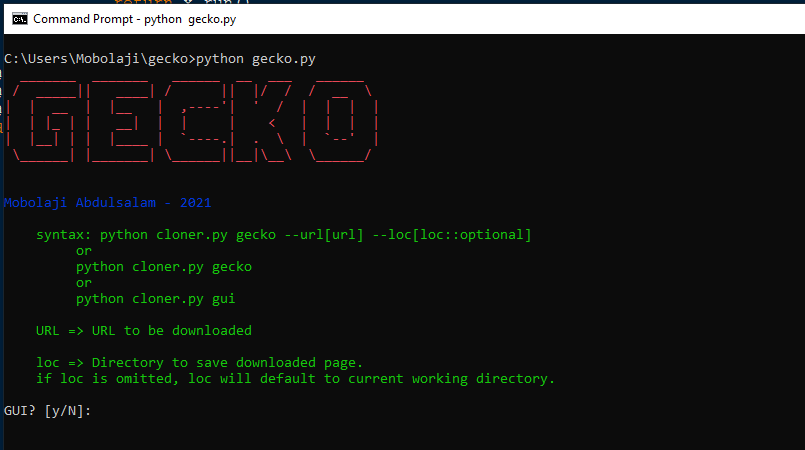 Command Prompt - python gecko.py
C:\Users\Mobolaji\gecko>python gecko.py
GECKO
Mobolaji Abdulsalam - 2021
syntax: python cloner.py gecko --url[url] --loc[loc::optional]
or
python cloner.py gecko
or
python cloner.py gui
URL => URL to be downloaded
loc => Directory to save downloaded page.
if loc is omitted, loc will default to current working directory.
GUI? [y/N]: